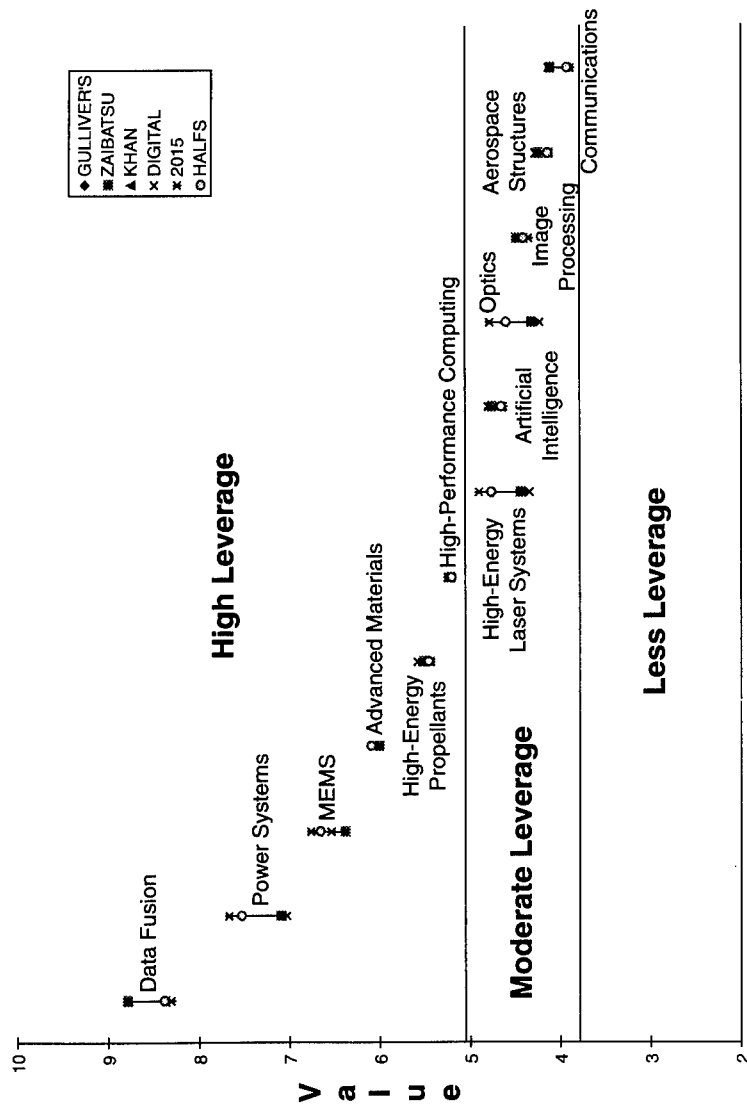 GULLIVER'S
ZAIBATSU
KHAN
DIGITAL
2015
HALFS
High Leverage
Data Fusion
Power Systems
MEMS
Advanced Materials
High-Energy
Propellants
High-Performance Computing
Moderate Leverage
High-Energy
Laser Systems
Artificial
Intelligence
Optics
Image
Processing
Aerospace
Structures
Communications
Less Leverage
Value
10
9
8
7
6
5
4
3
2